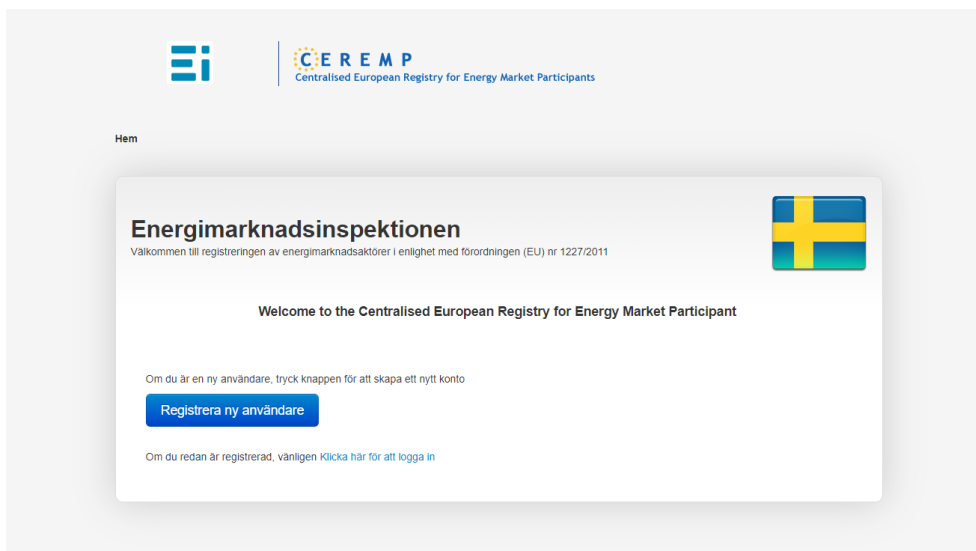 Ei
CEREMP
Centralised European Registry for Energy Market Participants
Hem
Energimarknadsinspektionen
Välkommen till registreringen av energimarknadsaktörer i enlighet med förordningen (EU) nr 1227/2011
Welcome to the Centralised European Registry for Energy Market Participant
Om du är en ny användare, tryck knappen för att skapa ett nytt konto
Registrera ny användare
Om du redan är registrerad, vänligen Klicka här för att logga in